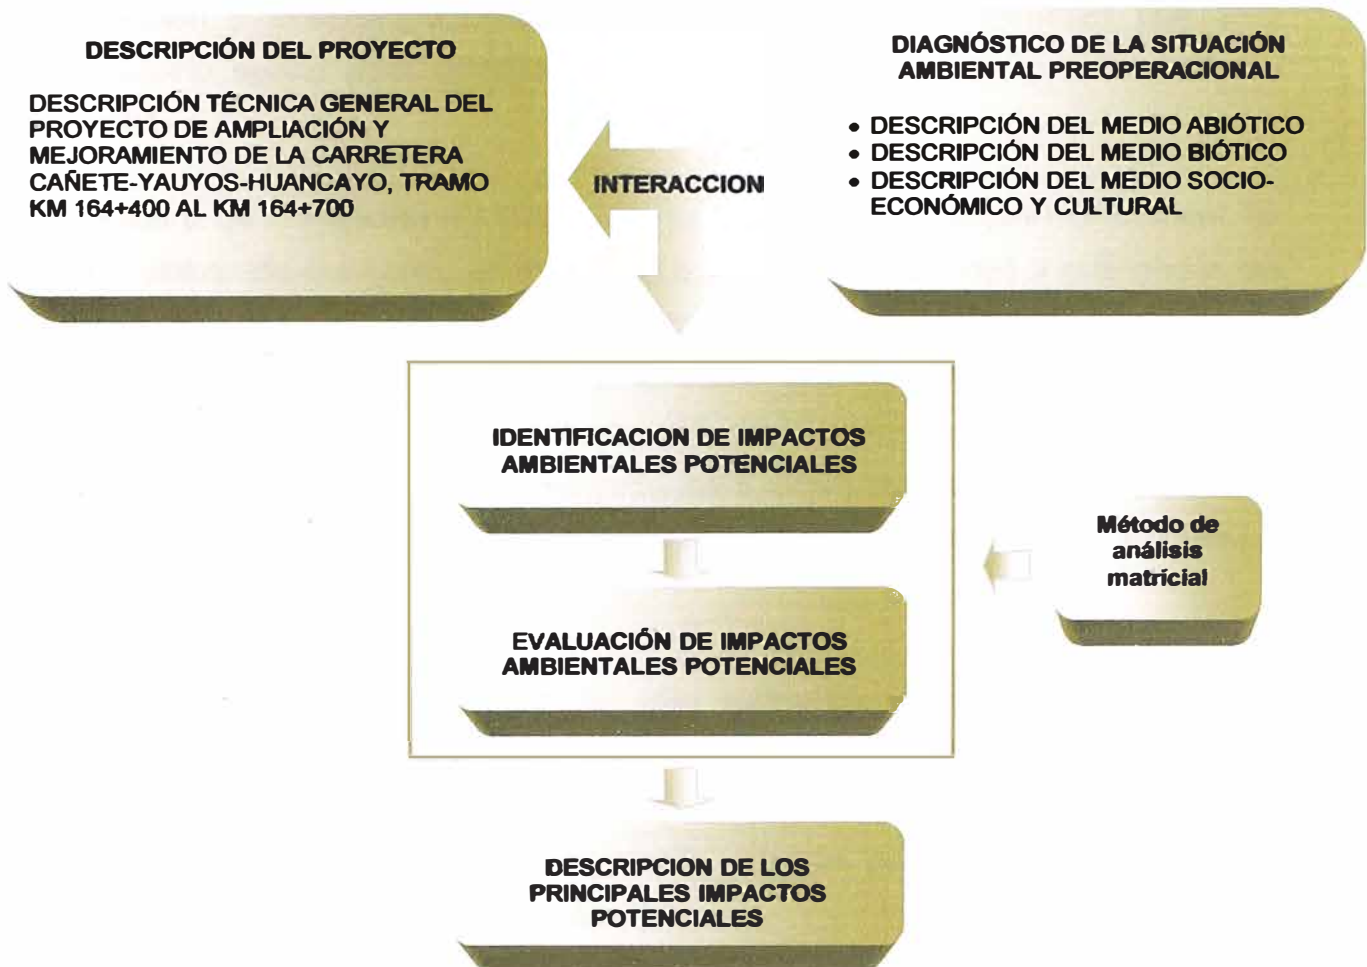 DESCRIPCIÓN DEL PROYECTO
DESCRIPCIÓN TÉCNICA GENERAL DEL
PROYECTO DE AMPLIACIÓN Y
MEJORAMIENTO DE LA CARRETERA
CAÑETE-YAUYOS-HUANCAYO, TRAMO
KM 164+400 AL KM 164+700
INTERACCION
DIAGNÓSTICO DE LA SITUACIÓN
AMBIENTAL PREOPERACIONAL
• DESCRIPCIÓN DEL MEDIO ABIÓTICO
• DESCRIPCIÓN DEL MEDIO BIÓTICO
• DESCRIPCIÓN DEL MEDIO SOCIO-
ECONÓMICO Y CULTURAL
IDENTIFICACION DE IMPACTOS
AMBIENTALES POTENCIALES
EVALUACIÓN DE IMPACTOS
AMBIENTALES POTENCIALES
Método de
análisis
matrícial
DESCRIPCION DE LOS
PRINCIPALES IMPACTOS
POTENCIALES